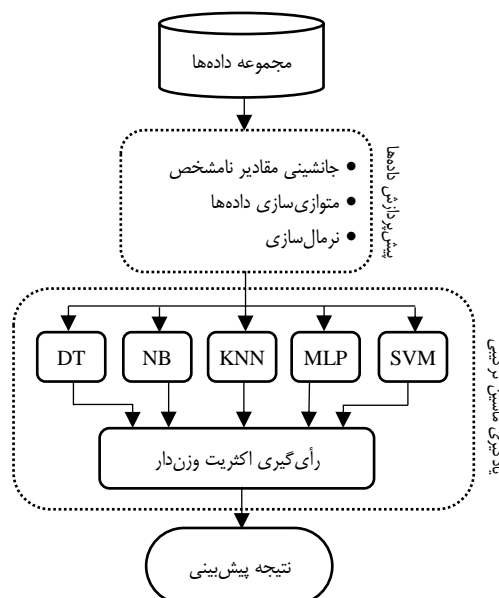 مجموعه داده‌ها
پیش‌پردازش داده‌ها
• جانشینی مقادیر نامشخص
• متوازی‌سازی داده‌ها
• نرمال‌سازی
یادگیری ماشین ترکیبی
DT NB KNN MLP SVM
رأی‌گیری اکثریت وزن‌دار
نتیجه پیش‌بینی